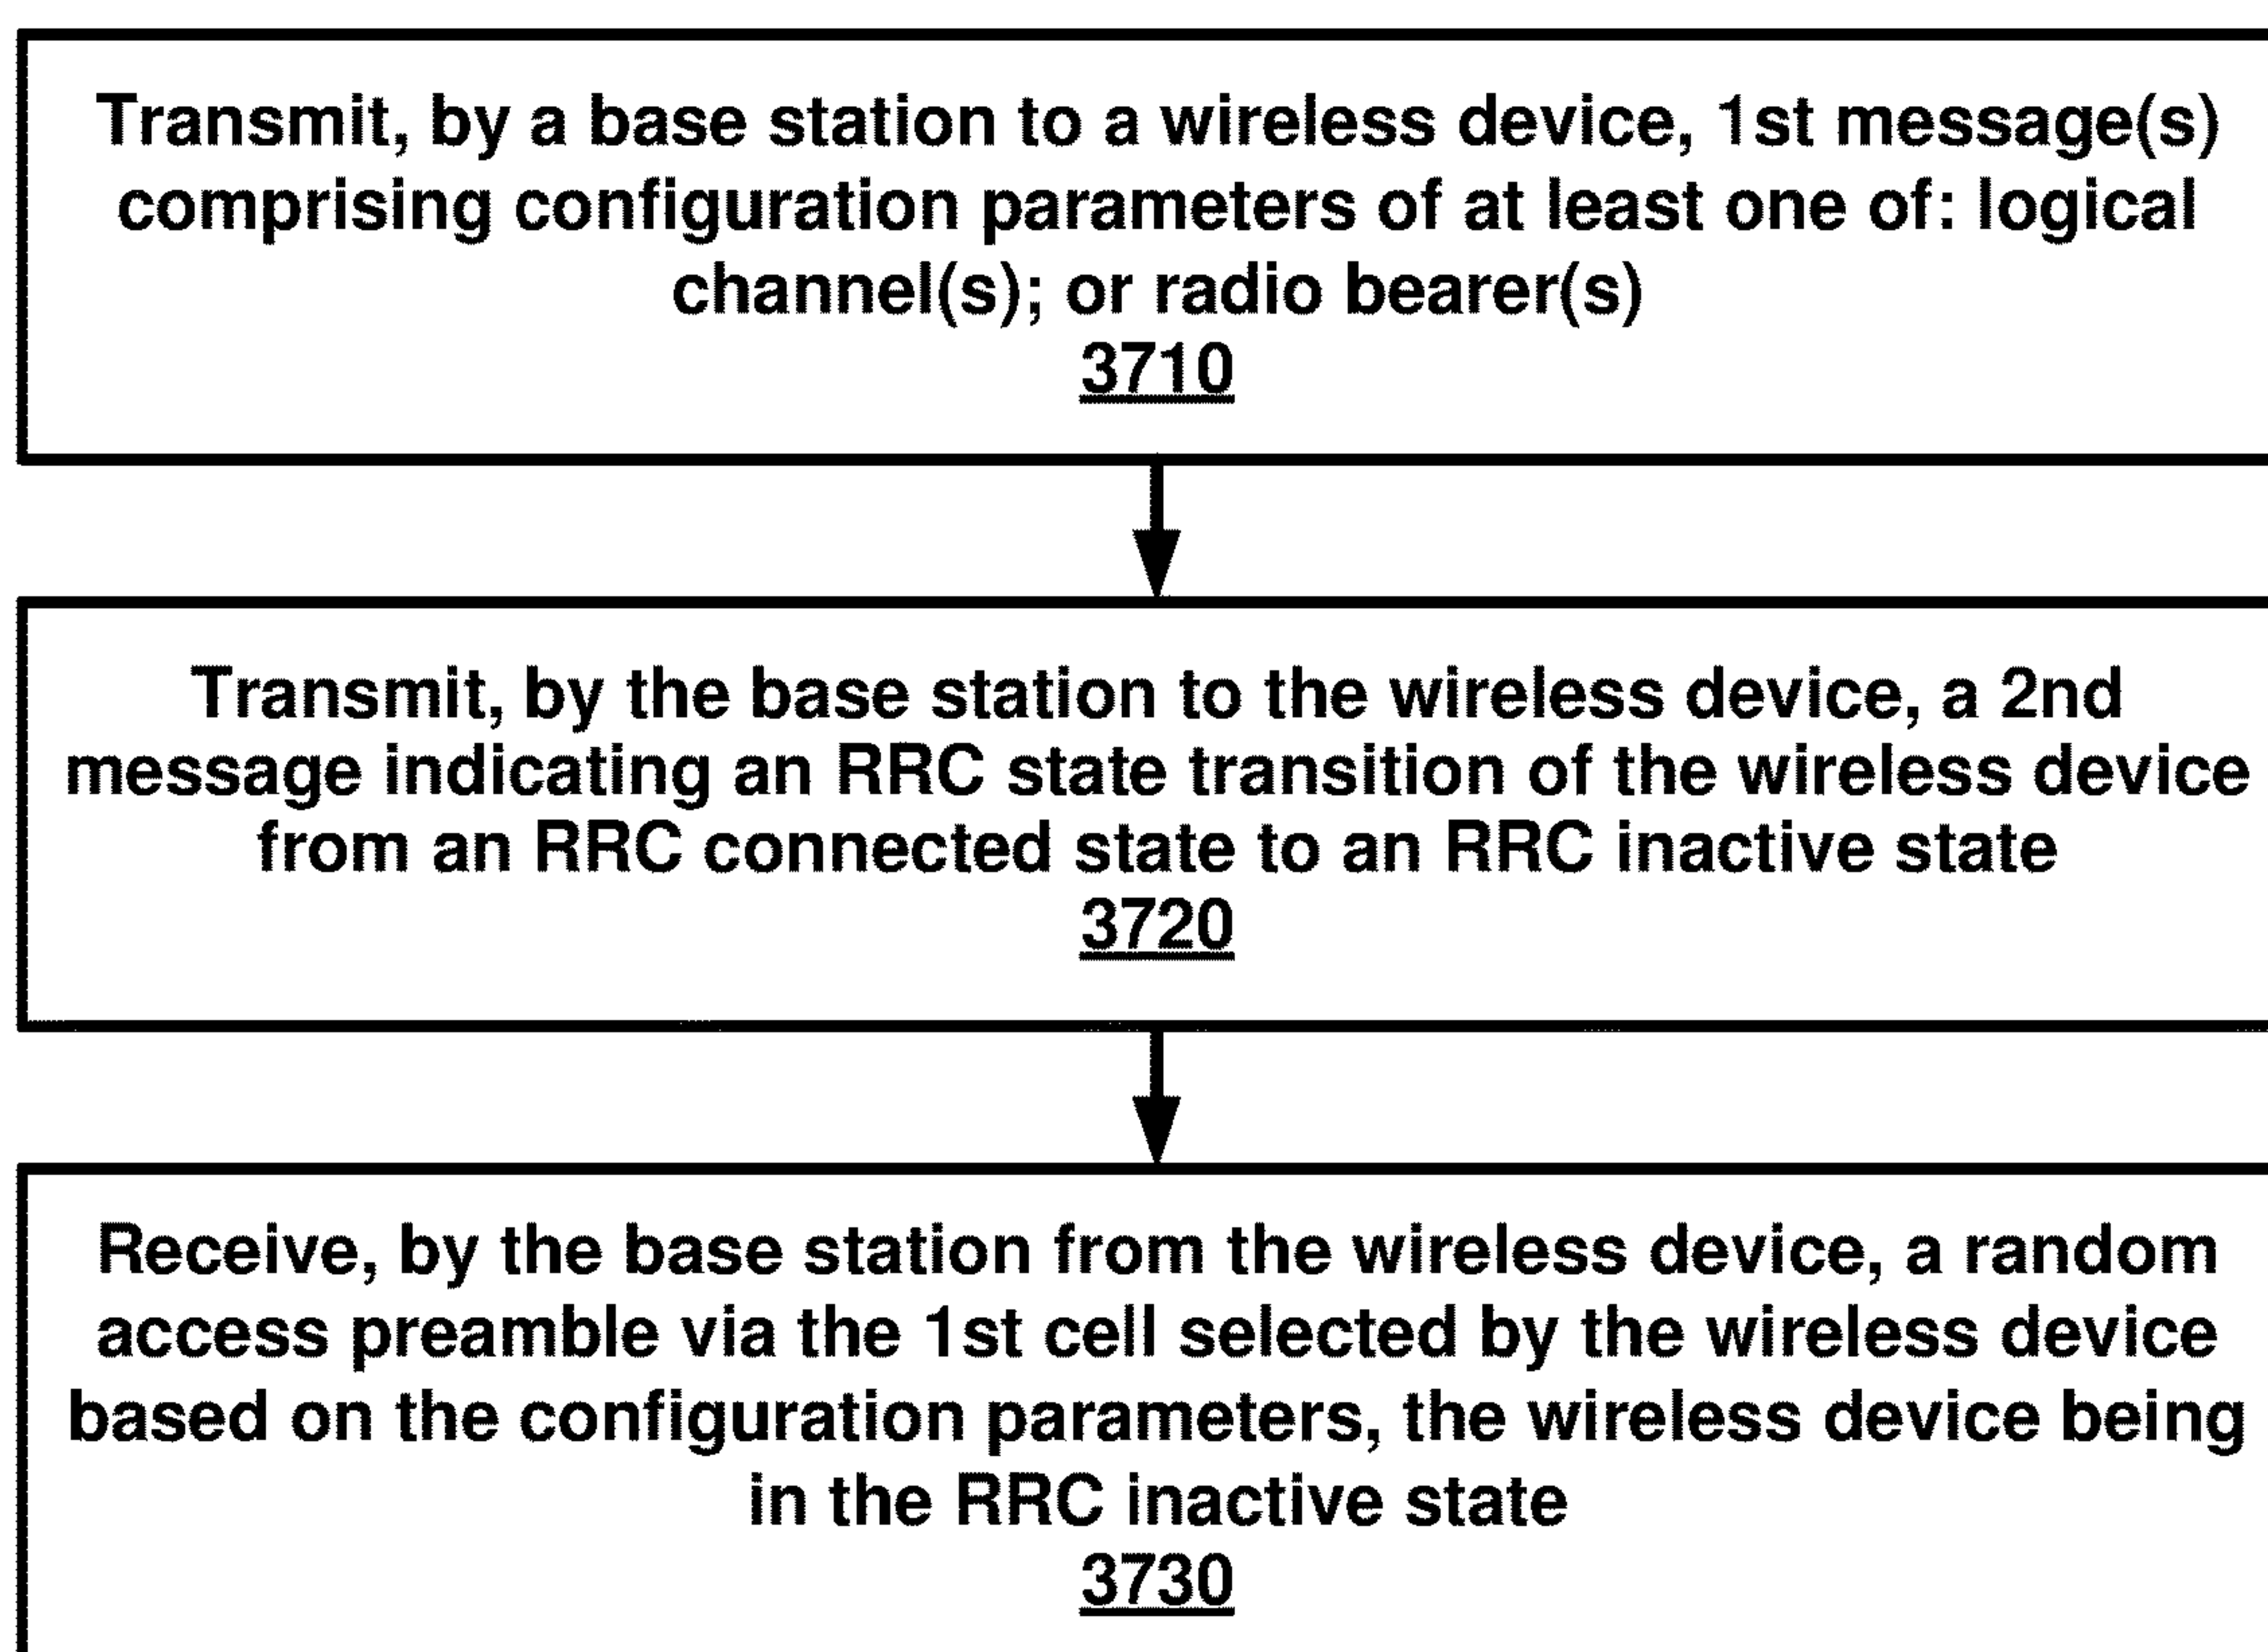 Transmit, by a base station to a wireless device, 1st message(s)
comprising configuration parameters of at least one of: logical
channel(s); or radio bearer(s)
3710
Transmit, by the base station to the wireless device, a 2nd
message indicating an RRC state transition of the wireless device
from an RRC connected state to an RRC inactive state
3720
Receive, by the base station from the wireless device, a random
access preamble via the 1st cell selected by the wireless device
based on the configuration parameters, the wireless device being
in the RRC inactive state
3730